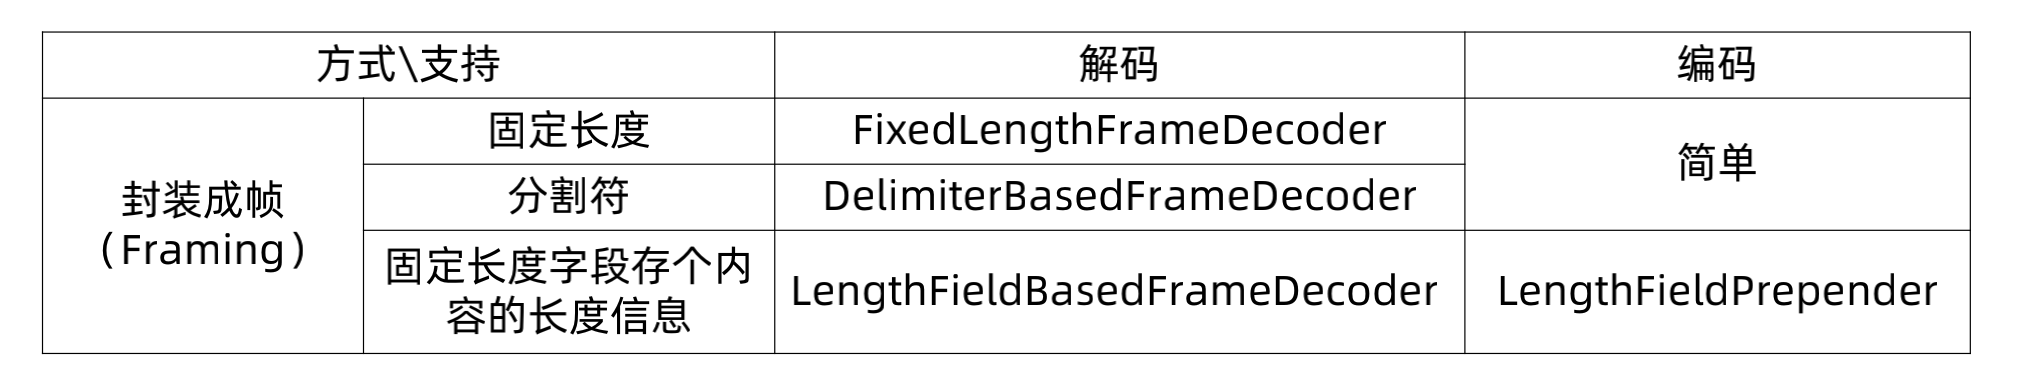 方式\支持
解码
编码
封装成帧
（Framing）
固定长度
FixedLengthFrameDecoder
简单
分割符
DelimiterBasedFrameDecoder
固定长度字段存个内
容的长度信息
LengthFieldBasedFrameDecoder
LengthFieldPrepender